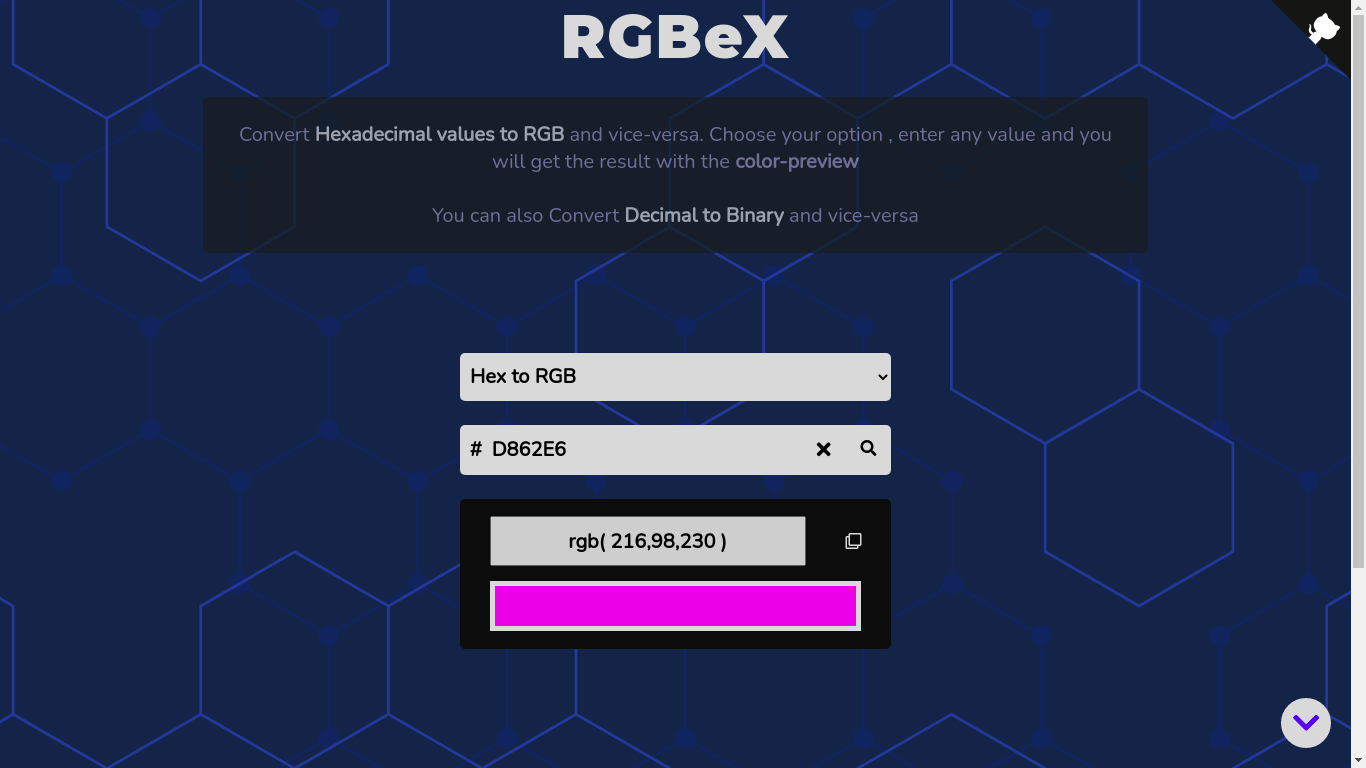 RGBeX
Convert Hexadecimal values to RGB and vice-versa. Choose your option , enter any value and you
will get the result with the color-preview
You can also Convert Decimal to Binary and vice-versa
Hex to RGB
# D862E6
rgb( 216,98,230 )